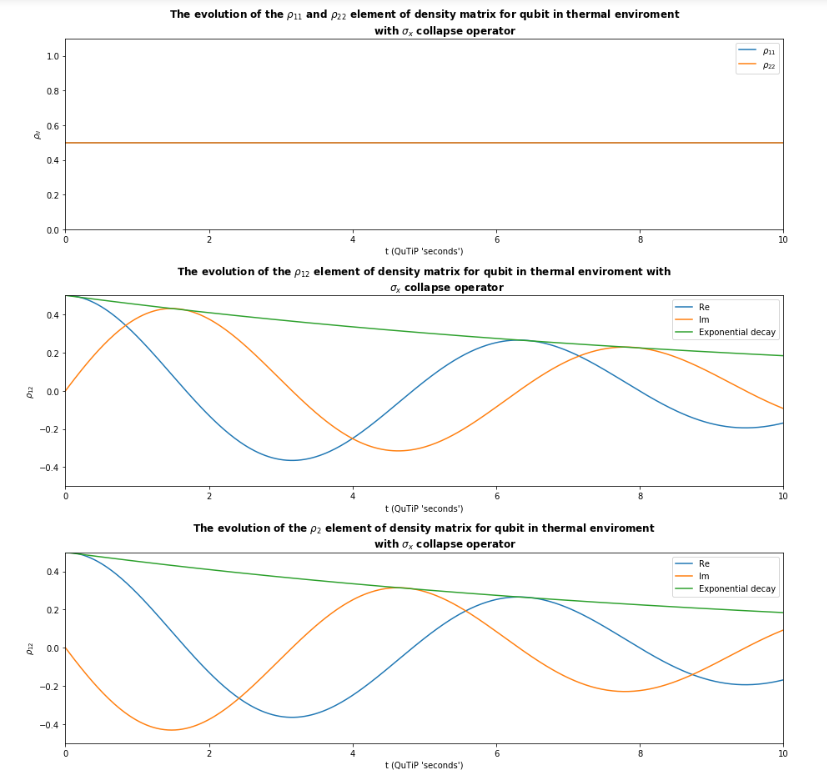 The evolution of the ρ₁₁ and ρ₂₂ element of density matrix for qubit in thermal enviroment
with σₓ collapse operator
1.0
0.8
0.6
0.4
0.2
0.0
ρᵢᵢ
ρ₁₁
ρ₂₂
0 2 4 6 8 10
t (QuTiP 'seconds')
The evolution of the ρ₁₂ element of density matrix for qubit in thermal enviroment with
σₓ collapse operator
0.4
0.2
0.0
−0.2
−0.4
ρ₁₂
Re
Im
Exponential decay
0 2 4 6 8 10
t (QuTiP 'seconds')
The evolution of the ρ₂ element of density matrix for qubit in thermal enviroment
with σₓ collapse operator
0.4
0.2
0.0
−0.2
−0.4
ρ₁₂
Re
Im
Exponential decay
0 2 4 6 8 10
t (QuTiP 'seconds')